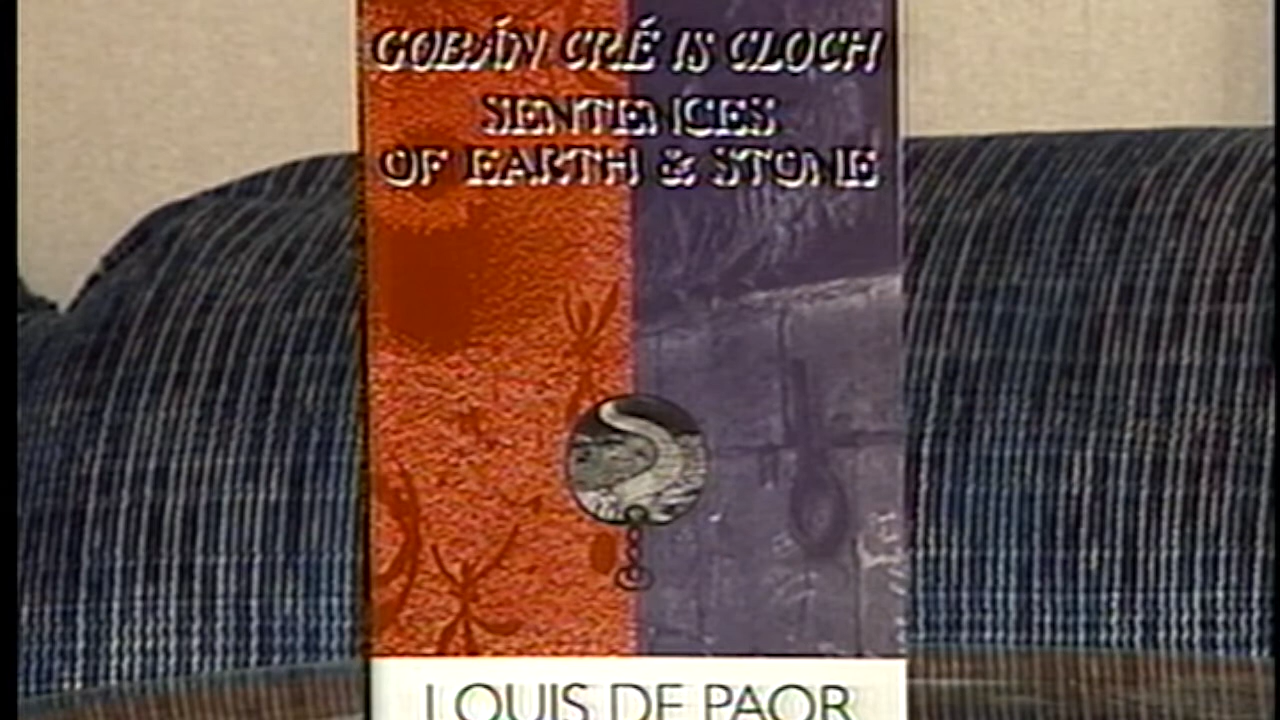 GOBÁN CRÉ IS CLOCH
SENTENCES
OF EARTH & STONE
LOUIS DE PAOR